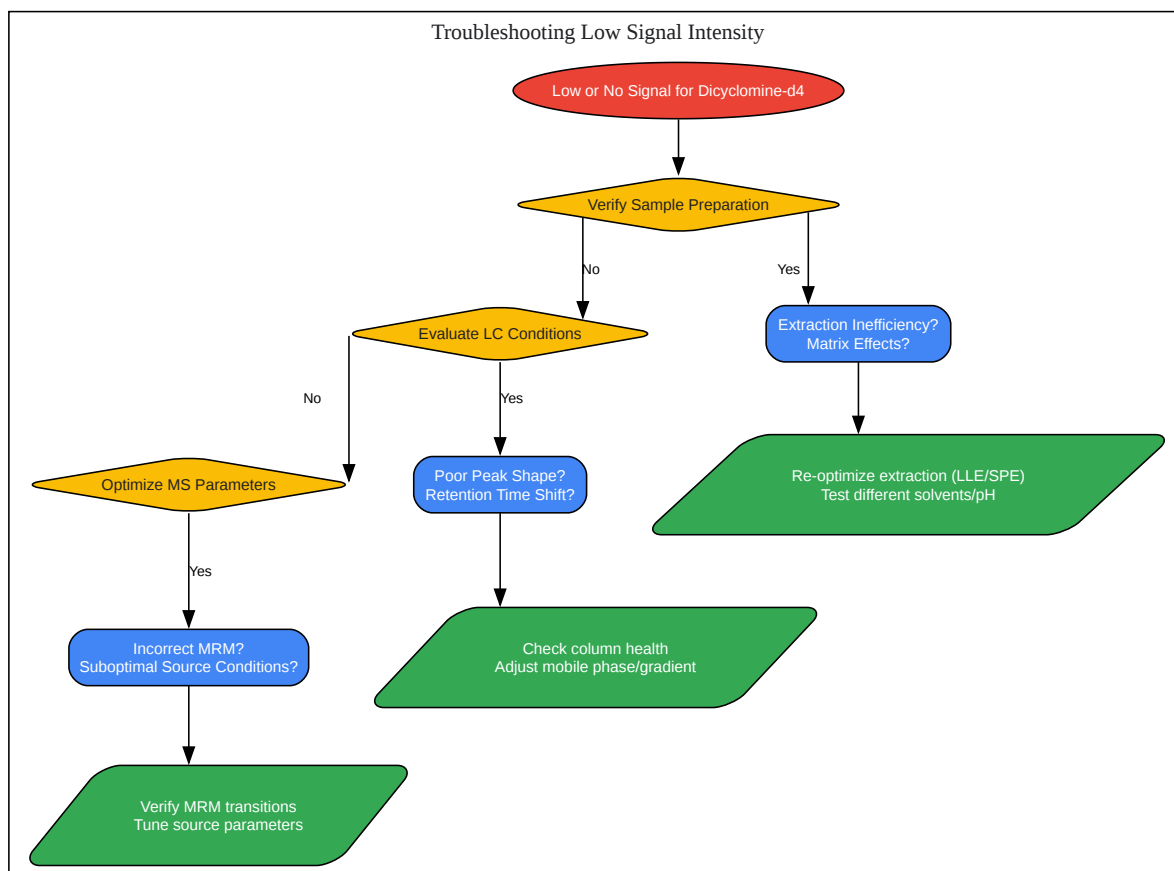 Troubleshooting Low Signal Intensity
Low or No Signal for Dicyclomine-d4
Verify Sample Preparation
No
Yes
Evaluate LC Conditions
Extraction Inefficiency?
Matrix Effects?
No
Yes
Optimize MS Parameters
Poor Peak Shape?
Retention Time Shift?
Re-optimize extraction (LLE/SPE)
Test different solvents/pH
Yes
Incorrect MRM?
Suboptimal Source Conditions?
Check column health
Adjust mobile phase/gradient
Verify MRM transitions
Tune source parameters